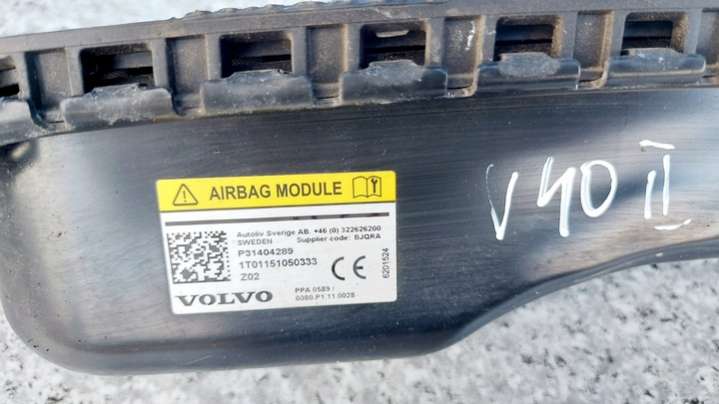 AIRBAG MODULE
Autoliv Sverige AB. +46 (0) 322626200
SWEDEN Supplier code: BJQRA
P31404289
1T01151050333
Z02
CE
6201524
VOLVO
PPA 0589 /
0080.P1.11.0028
V40 II